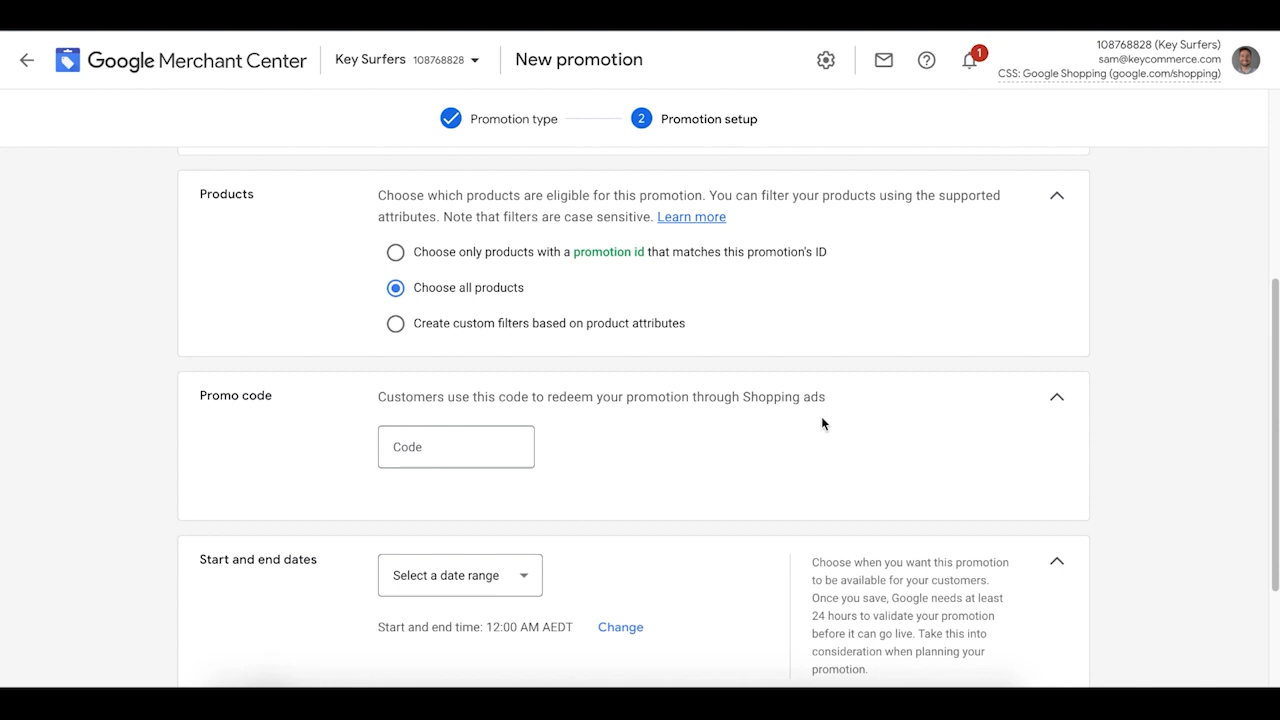 Google Merchant Center
Key Surfers 108768828
New promotion
1
108768828 (Key Surfers)
sam@keycommerce.com
CSS: Google Shopping (google.com/shopping)
Promotion type
2 Promotion setup
Products
Choose which products are eligible for this promotion. You can filter your products using the supported
attributes. Note that filters are case sensitive. Learn more
Choose only products with a promotion id that matches this promotion's ID
Choose all products
Create custom filters based on product attributes
Promo code
Customers use this code to redeem your promotion through Shopping ads
Code
Start and end dates
Select a date range
Start and end time: 12:00 AM AEDT Change
Choose when you want this promotion
to be available for your customers.
Once you save, Google needs at least
24 hours to validate your promotion
before it can go live. Take this into
consideration when planning your
promotion.